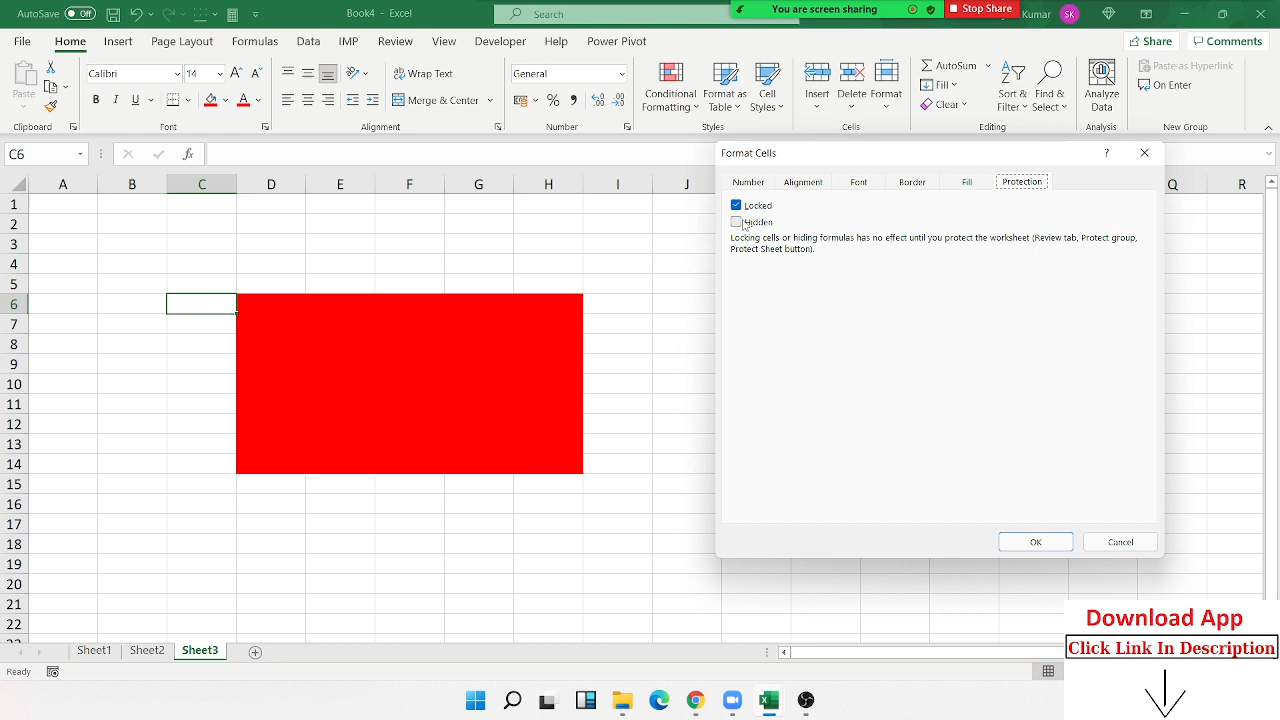 AutoSave Off Book4 - Excel Search You are screen sharing Stop Share Kumar SK
File Home Insert Page Layout Formulas Data IMP Review View Developer Help Power Pivot Share Comments
Paste Calibri 14 Wrap Text General Conditional Formatting Format as Table Cell Styles Insert Delete Format AutoSum Sort & Filter Find & Select Analyze Data Paste as Hyperlink
B I U Merge & Center Fill Clear On Enter
Clipboard Font Alignment Number Styles Cells Editing Analysis New Group
C6 fx
Format Cells
Number Alignment Font Border Fill Protection
Locked
Hidden
Locking cells or hiding formulas has no effect until you protect the worksheet (Review tab, Protect group,
Protect Sheet button).
OK Cancel
A B C D E F G H I J Q R
1
2
3
4
5
6
7
8
9
10
11
12
13
14
15
16
17
18
19
20
21
22
Sheet1 Sheet2 Sheet3
Ready
Download App
Click Link In Description